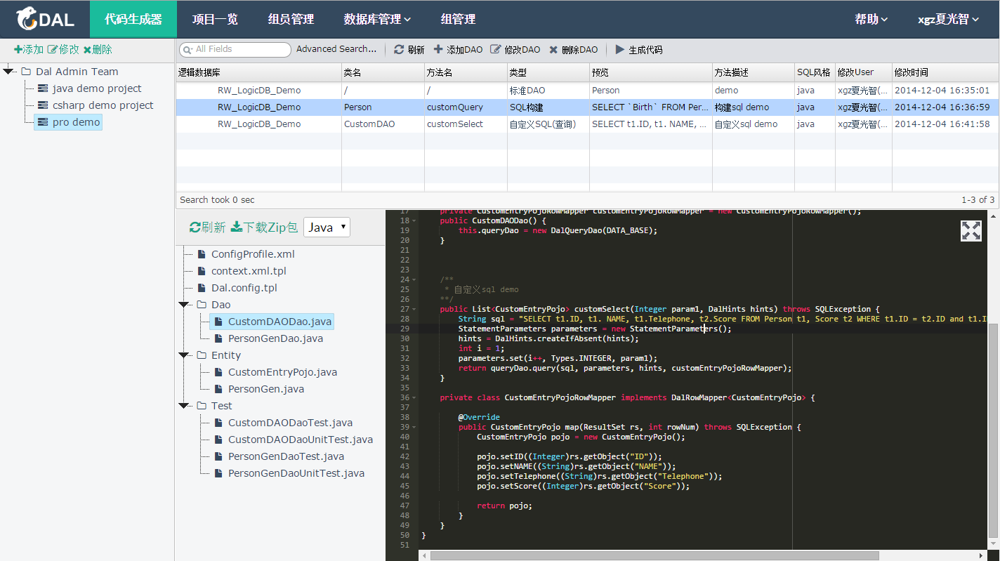 DAL 代码生成器 项目一览 组员管理 数据库管理 组管理 帮助 xgz夏光智
添加 修改 删除
All Fields Advanced Search... 刷新 添加DAO 修改DAO 删除DAO 生成代码
Dal Admin Team
java demo project
csharp demo project
pro demo
逻辑数据库 类名 方法名 类型 预览 方法描述 SQL风格 修改User 修改时间
RW_LogicDB_Demo / / 标准DAO Person demo java xgz夏光智(... 2014-12-04 16:35:01
RW_LogicDB_Demo Person customQuery SQL构建 SELECT `Birth` FROM Per... 构建sql demo java xgz夏光智(... 2014-12-04 16:36:59
RW_LogicDB_Demo CustomDAO customSelect 自定义SQL(查询) SELECT t1.ID, t1. NAME, ... 自定义sql demo java xgz夏光智(... 2014-12-04 16:41:58
Search took 0 sec 1-3 of 3
刷新 下载Zip包 Java
ConfigProfile.xml
context.xml.tpl
Dal.config.tpl
Dao
CustomDAODao.java
PersonGenDao.java
Entity
CustomEntryPojo.java
PersonGen.java
Test
CustomDAODaoTest.java
CustomDAODaoUnitTest.java
PersonGenDaoTest.java
PersonGenDaoUnitTest.java
17 private CustomEntryPojoRowMapper customEntryPojoRowMapper = new CustomEntryPojoRowMapper();
18 public CustomDAODao() {
19 this.queryDao = new DalQueryDao(DATA_BASE);
20 }
21
22
23
24 /**
25 * 自定义sql demo
26 **/
27 public List<CustomEntryPojo> customSelect(Integer param1, DalHints hints) throws SQLException {
28 String sql = "SELECT t1.ID, t1. NAME, t1.Telephone, t2.Score FROM Person t1, Score t2 WHERE t1.ID = t2.ID and t1.I
29 StatementParameters parameters = new StatementParameters();
30 hints = DalHints.createIfAbsent(hints);
31 int i = 1;
32 parameters.set(i++, Types.INTEGER, param1);
33 return queryDao.query(sql, parameters, hints, customEntryPojoRowMapper);
34 }
35
36 private class CustomEntryPojoRowMapper implements DalRowMapper<CustomEntryPojo> {
37
38 @Override
39 public CustomEntryPojo map(ResultSet rs, int rowNum) throws SQLException {
40 CustomEntryPojo pojo = new CustomEntryPojo();
41
42 pojo.setID((Integer)rs.getObject("ID"));
43 pojo.setNAME((String)rs.getObject("NAME"));
44 pojo.setTelephone((String)rs.getObject("Telephone"));
45 pojo.setScore((Integer)rs.getObject("Score"));
46
47 return pojo;
48 }
49 }
50 }
51